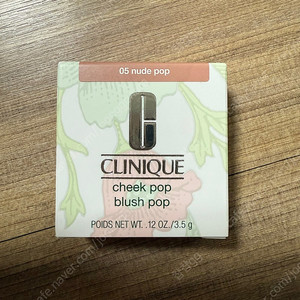 05 nude pop
CLINIQUE
cheek pop
blush pop
POIDS NET WT. .12 OZ./3.5 g